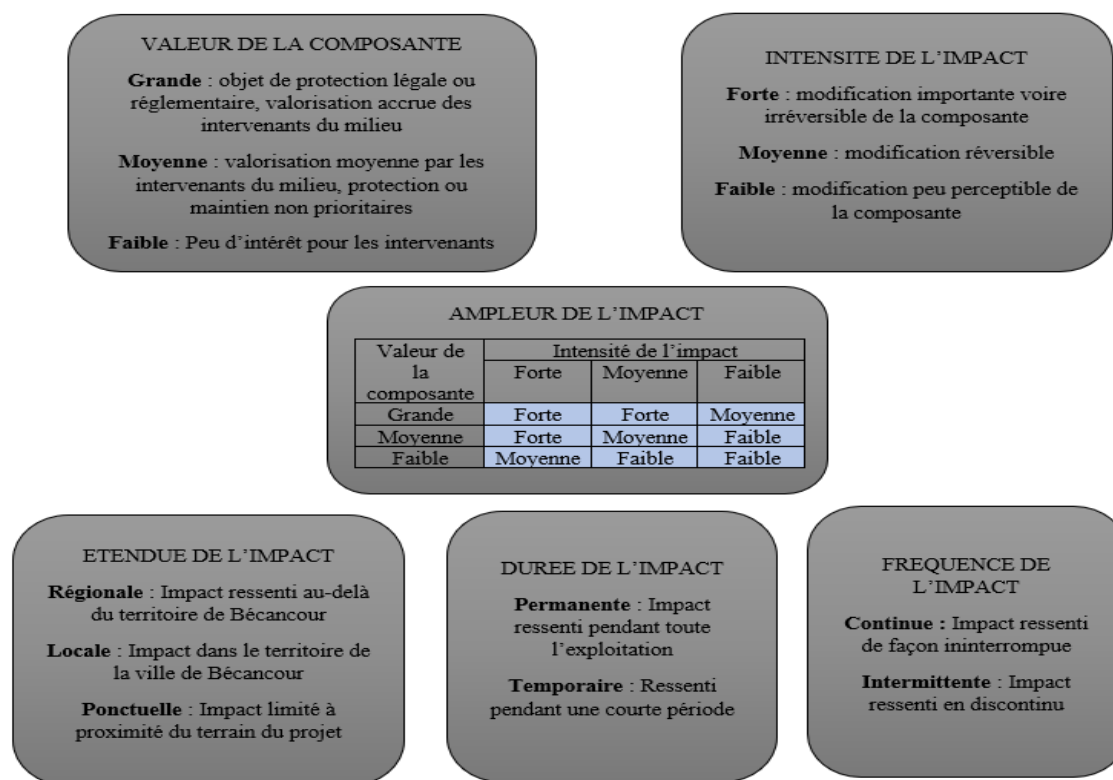 VALEUR DE LA COMPOSANTE
Grande : objet de protection légale ou
réglementaire, valorisation accrue des
intervenants du milieu
Moyenne : valorisation moyenne par les
intervenants du milieu, protection ou
maintien non prioritaires
Faible : Peu d'intérêt pour les intervenants
INTENSITE DE L'IMPACT
Forte : modification importante voire
irréversible de la composante
Moyenne : modification réversible
Faible : modification peu perceptible de
la composante
AMPLEUR DE L'IMPACT
Valeur de
la
composante
Intensité de l'impact
Forte Moyenne Faible
Grande Forte Forte Moyenne
Moyenne Forte Moyenne Faible
Faible Moyenne Faible Faible
ETENDUE DE L'IMPACT
Régionale : Impact ressenti au-delà
du territoire de Bécancour
Locale : Impact dans le territoire de
la ville de Bécancour
Ponctuelle : Impact limité à
proximité du terrain du projet
DUREE DE L'IMPACT
Permanente : Impact
ressenti pendant toute
l'exploitation
Temporaire : Ressenti
pendant une courte période
FREQUENCE DE
L'IMPACT
Continue : Impact ressenti
de façon ininterrompue
Intermittente : Impact
ressenti en discontinu